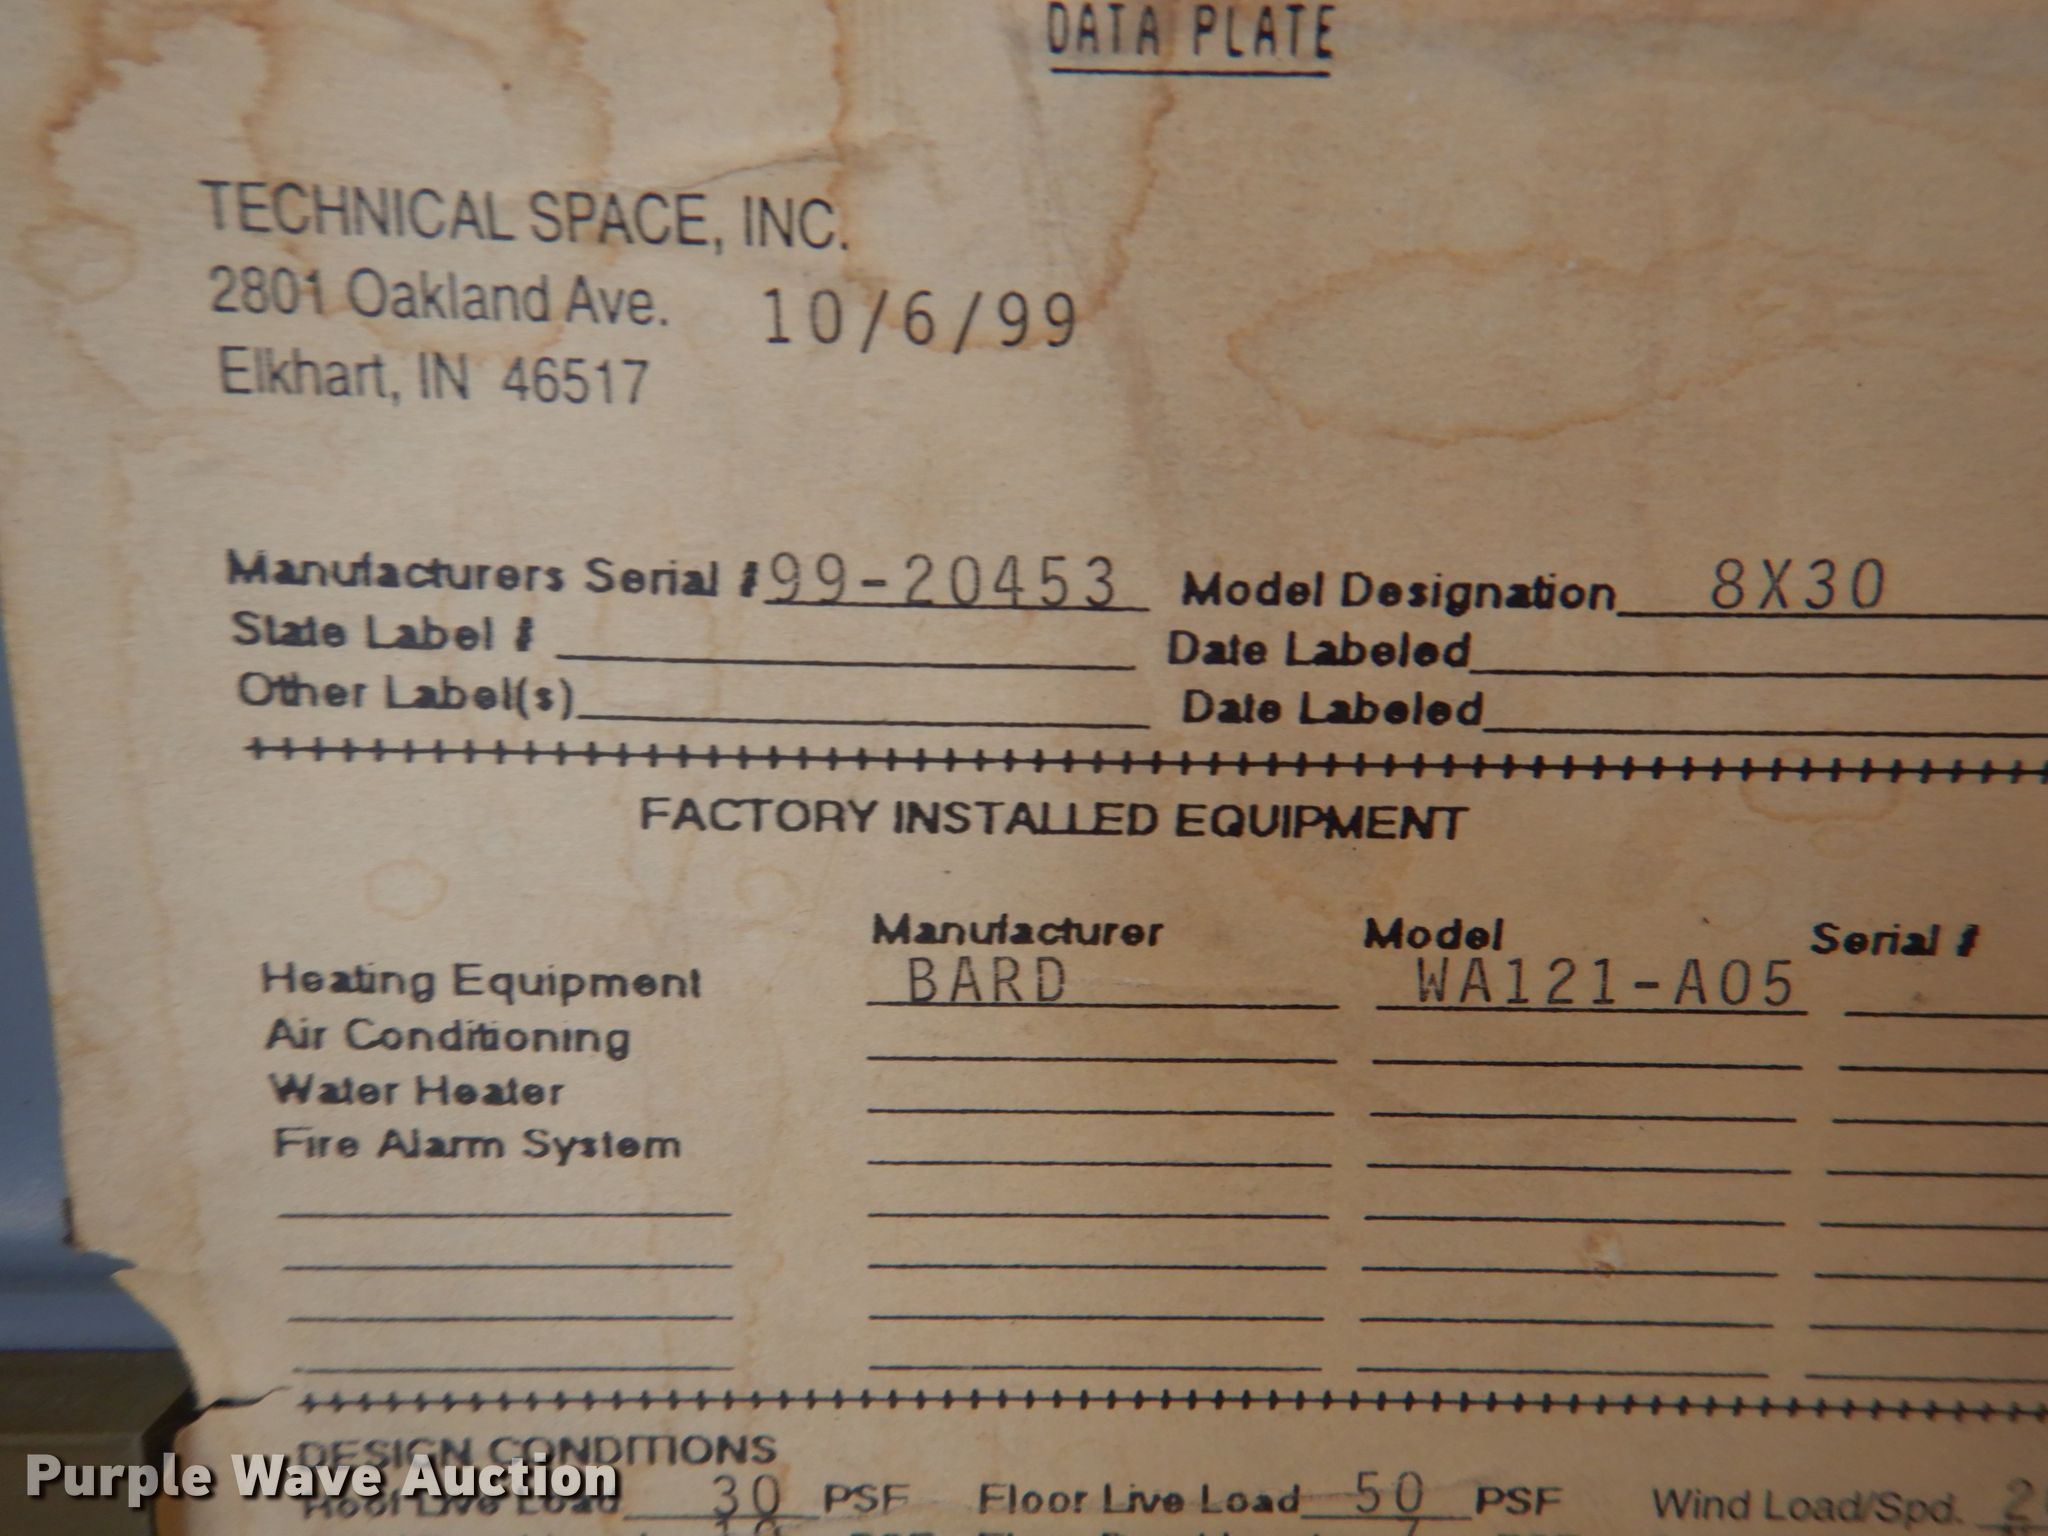 DATA PLATE
TECHNICAL SPACE, INC.
2801 Oakland Ave. 10/6/99
Elkhart, IN 46517
Manufacturers Serial # 99-20453 Model Designation 8X30
State Label # Date Labeled
Other Label(s) Date Labeled
FACTORY INSTALLED EQUIPMENT
Manufacturer Model Serial #
Heating Equipment BARD WA121-A05
Air Conditioning
Water Heater
Fire Alarm System
DESIGN CONDITIONS
Purple Wave Auction
Roof Live Load 30 PSF Floor Live Load 50 PSF Wind Load/Spd.